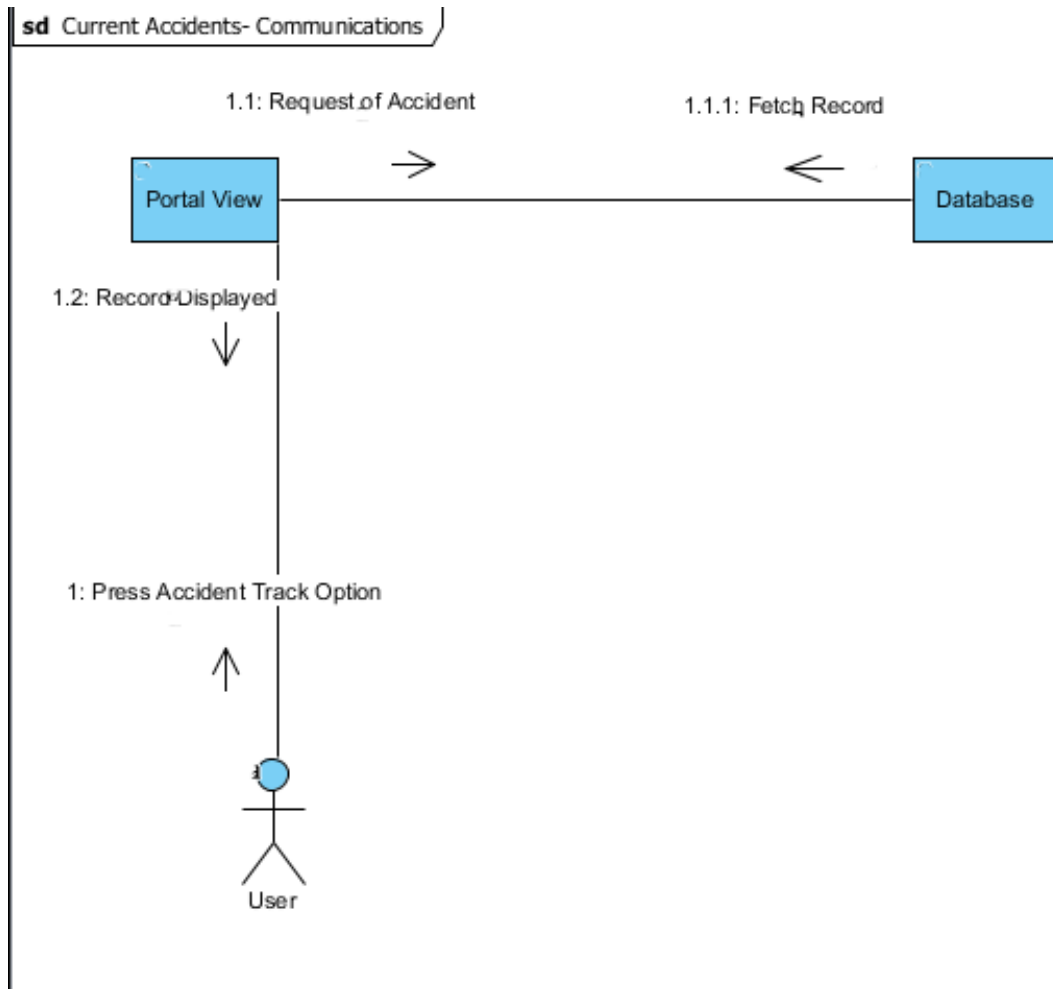 sd Current Accidents- Communications
1.1: Request of Accident
1.1.1: Fetch Record
Portal View
Database
1.2: Record Displayed
1: Press Accident Track Option
User